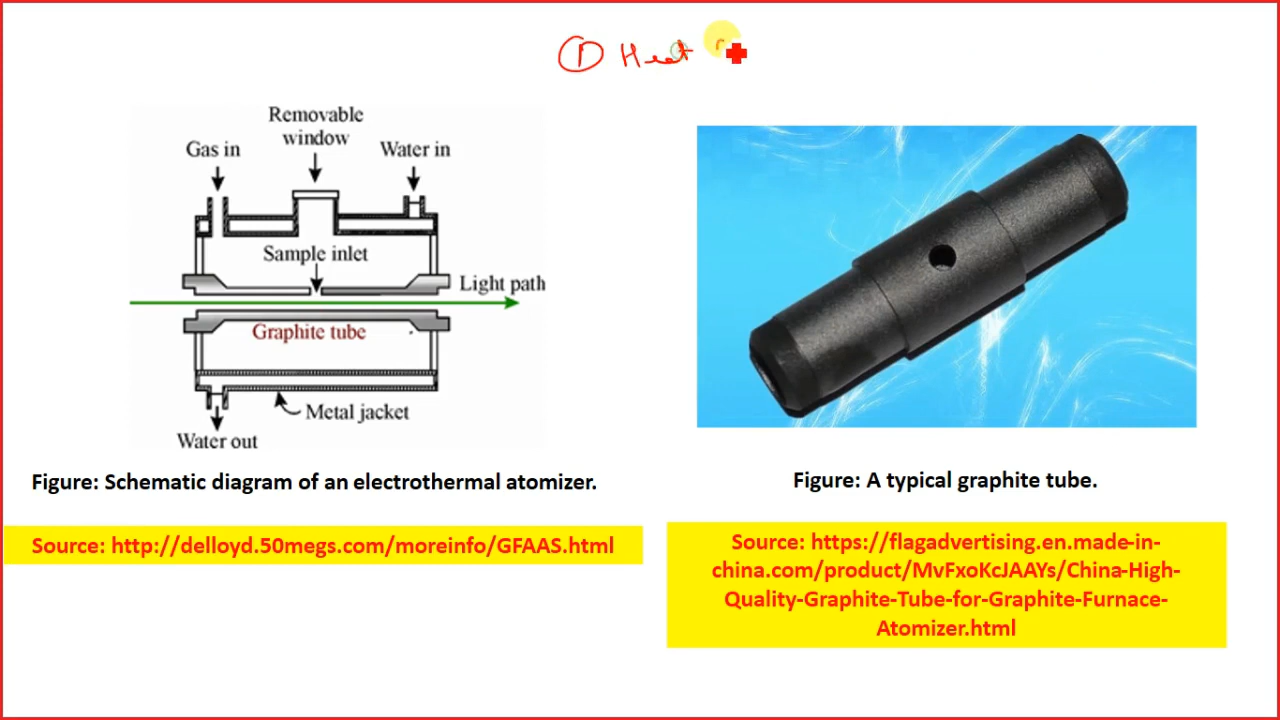 ① Heat
Removable
window
Gas in
Water in
Sample inlet
Light path
Graphite tube
Metal jacket
Water out
Figure: Schematic diagram of an electrothermal atomizer.
Source: http://delloyd.50megs.com/moreinfo/GFAAS.html
Figure: A typical graphite tube.
Source: https://flagadvertising.en.made-in-
china.com/product/MvFxoKcJAAYs/China-High-
Quality-Graphite-Tube-for-Graphite-Furnace-
Atomizer.html